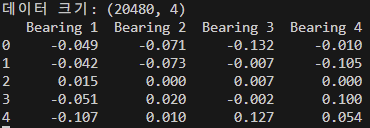 데이터 크기: (20480, 4)
Bearing 1 Bearing 2 Bearing 3 Bearing 4
0 -0.049 -0.071 -0.132 -0.010
1 -0.042 -0.073 -0.007 -0.105
2 0.015 0.000 0.007 0.000
3 -0.051 0.020 -0.002 0.100
4 -0.107 0.010 0.127 0.054